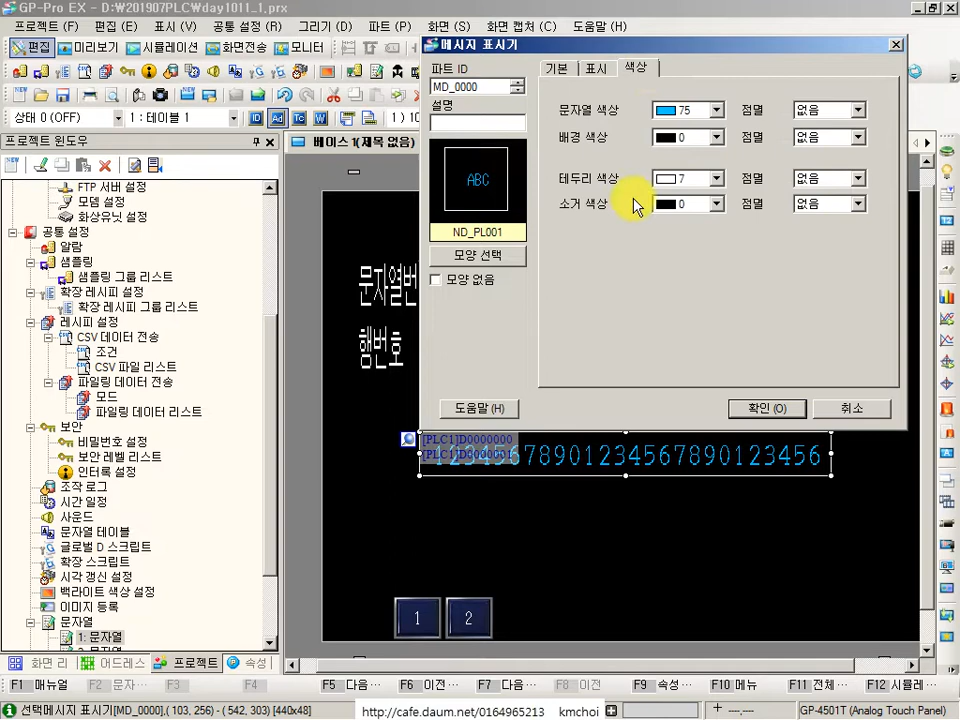 GP-Pro EX - D:\201907PLC\day1011_1.prx
프로젝트 (F) 편집 (E) 표시 (V) 공통 설정 (R) 그리기 (D) 파트 (P) 화면 (S) 화면 캡처 (C) 도움말 (H)
편집 미리보기 시뮬레이션 화면전송 모니터
상태 0 (OFF) 1 : 테이블 1 ID Ad Tc W 1 ) 10
프로젝트 윈도우
베이스1(제목 없음)
FTP 서버 설정
모뎀 설정
화상유닛 설정
공통 설정
알람
샘플링
샘플링 그룹 리스트
확장 레시피 설정
확장 레시피 그룹 리스트
레시피 설정
CSV 데이터 전송
조건
CSV 파일 리스트
파일링 데이터 전송
모드
파일링 데이터 리스트
보안
비밀번호 설정
보안 레벨 리스트
인터록 설정
조작 로그
시간 일정
사운드
문자열 테이블
글로벌 D 스크립트
확장 스크립트
시각 갱신 설정
백라이트 색상 설정
이미지 등록
문자열
1: 문자열
화면 리 어드레스 프로젝트 속성
메시지 표시기
파트 ID
MD_0000
설명
ABC
ND_PL001
모양 선택
모양 없음
도움말 (H)
기본 표시 색상
문자열 색상 75 점멸 없음
배경 색상 0 점멸 없음
테두리 색상 7 점멸 없음
소거 색상 0 점멸 없음
확인 (O) 취소
문자열번
행번호
[PLC1]D0000000
[PLC1]D0000001
12345678901234567890123456
1 2
F1 매뉴얼 F2 문자… F3 F4 F5 다음… F6 이전… F7 다음… F8 이전 F9 속성… F10 메뉴 F11 전체… F12 시뮬레…
선택메시지 표시기[MD_0000],( 103, 256) - ( 542, 303) [440x48] http://cafe.daum.net/0164965213 kmchoi ---,--- GP-4501T (Analog Touch Panel)